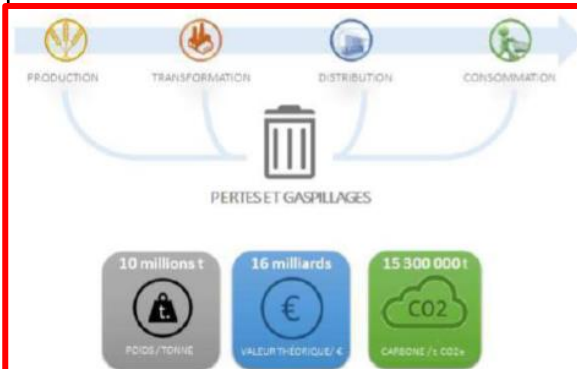 PRODUCTION
TRANSFORMATION
DISTRIBUTION
CONSOMMATION
PERTES ET GASPILLAGES
10 millions t
16 milliards
15 300 000 t
t.
€
CO2
POIDS / TONNE
VALEUR THÉORIQUE / €
CARBONE / t CO2e